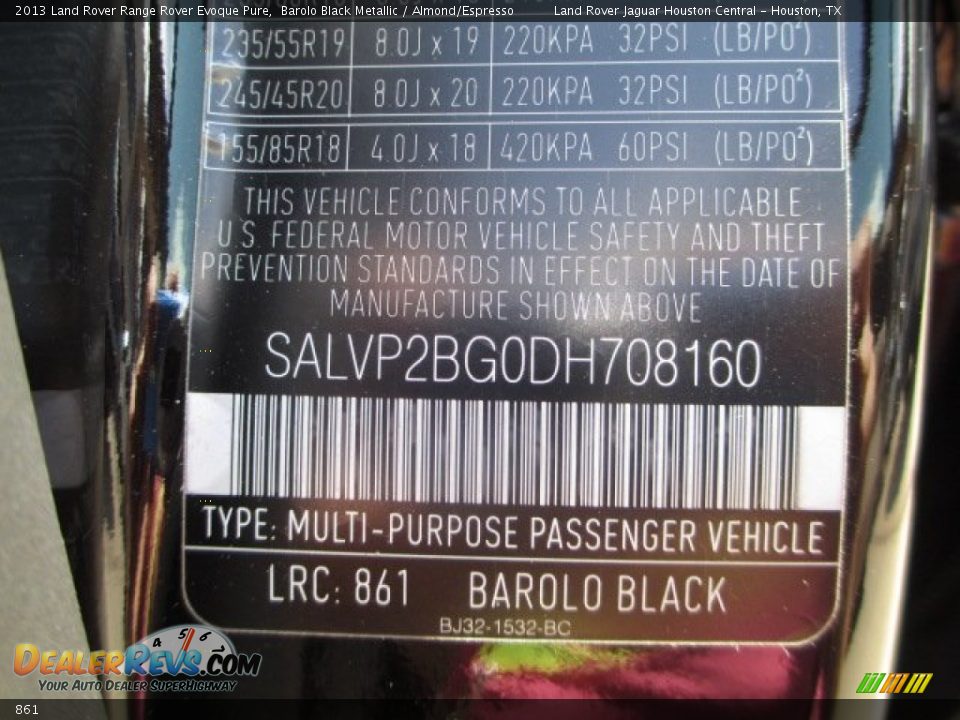 2013 Land Rover Range Rover Evoque Pure, Barolo Black Metallic / Almond/Espresso Land Rover Jaguar Houston Central - Houston, TX
235/55R19 8.0J x 19 220KPA 32PSI (LB/PO²)
245/45R20 8.0J x 20 220KPA 32PSI (LB/PO²)
155/85R18 4.0J x 18 420KPA 60PSI (LB/PO²)
THIS VEHICLE CONFORMS TO ALL APPLICABLE
U.S. FEDERAL MOTOR VEHICLE SAFETY AND THEFT
PREVENTION STANDARDS IN EFFECT ON THE DATE OF
MANUFACTURE SHOWN ABOVE
SALVP2BG0DH708160
TYPE: MULTI-PURPOSE PASSENGER VEHICLE
LRC: 861 BAROLO BLACK
BJ32-1532-BC
4 5 6
DEALERREVS.COM
YOUR AUTO DEALER SUPERHIGHWAY
861